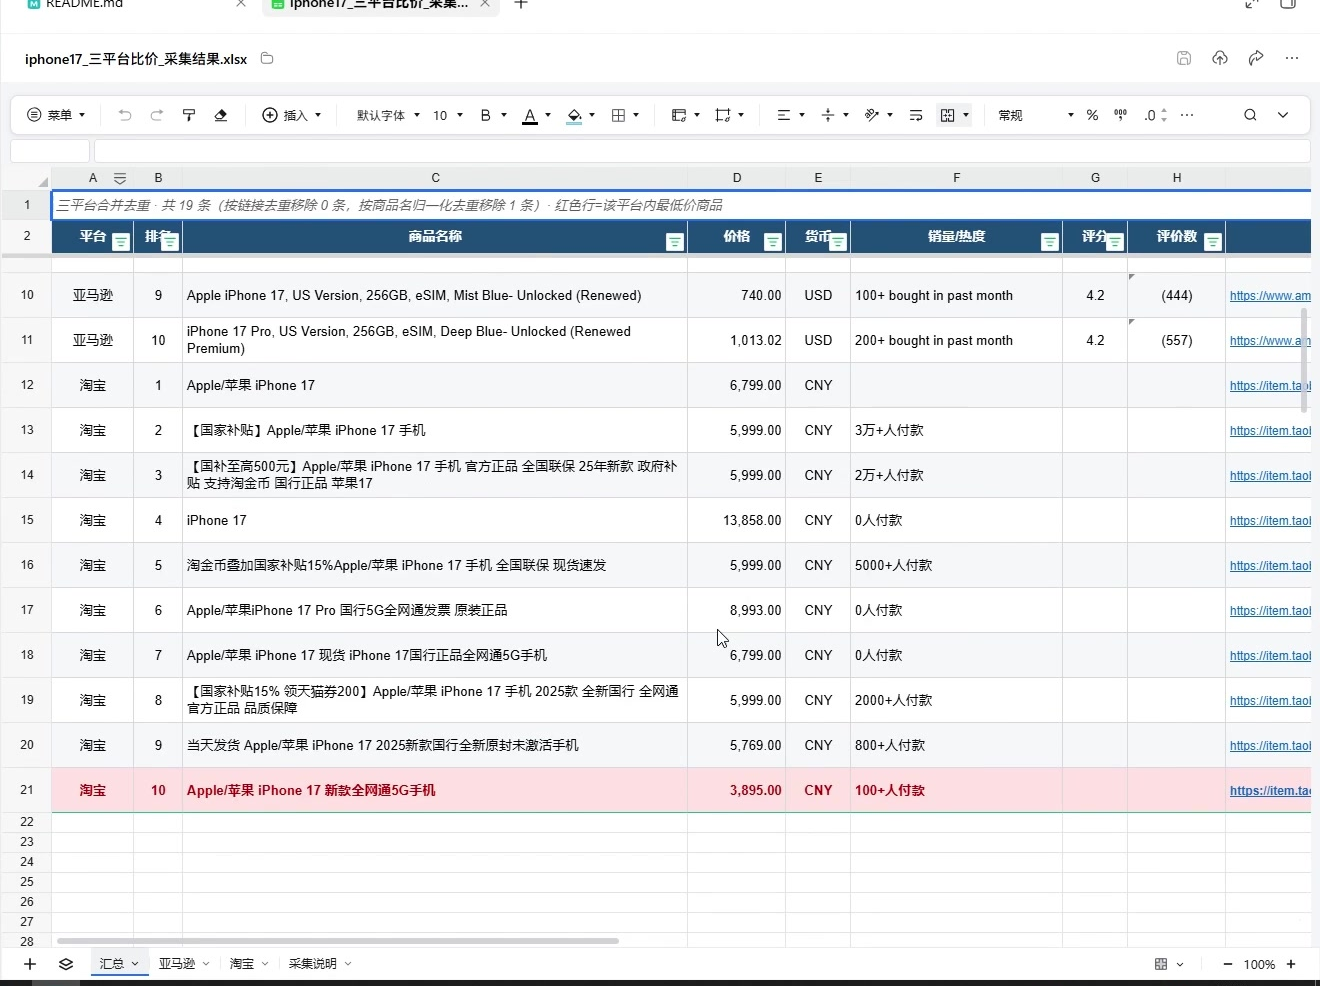 README.md
iphone17_三平台比价_采集...
iphone17_三平台比价_采集结果.xlsx
菜单 插入 默认字体 10 B A 常规 % .0
A B C D E F G H
1 三平台合并去重 · 共 19 条（按链接去重移除 0 条，按商品名归一化去重移除 1 条）· 红色行=该平台内最低价商品
2 平台 排名 商品名称 价格 货币 销量/热度 评分 评价数
10 亚马逊 9 Apple iPhone 17, US Version, 256GB, eSIM, Mist Blue- Unlocked (Renewed) 740.00 USD 100+ bought in past month 4.2 (444) https://www.am
11 亚马逊 10 iPhone 17 Pro, US Version, 256GB, eSIM, Deep Blue- Unlocked (Renewed
Premium) 1,013.02 USD 200+ bought in past month 4.2 (557) https://www.am
12 淘宝 1 Apple/苹果 iPhone 17 6,799.00 CNY https://item.taol
13 淘宝 2 【国家补贴】Apple/苹果 iPhone 17 手机 5,999.00 CNY 3万+人付款 https://item.taol
14 淘宝 3 【国补至高500元】Apple/苹果 iPhone 17 手机 官方正品 全国联保 25年新款 政府补
贴 支持淘金币 国行正品 苹果17 5,999.00 CNY 2万+人付款 https://item.taol
15 淘宝 4 iPhone 17 13,858.00 CNY 0人付款 https://item.taol
16 淘宝 5 淘金币叠加国家补贴15%Apple/苹果 iPhone 17 手机 全国联保 现货速发 5,999.00 CNY 5000+人付款 https://item.taol
17 淘宝 6 Apple/苹果iPhone 17 Pro 国行5G全网通发票 原装正品 8,993.00 CNY 0人付款 https://item.taol
18 淘宝 7 Apple/苹果 iPhone 17 现货 iPhone 17国行正品全网通5G手机 6,799.00 CNY 0人付款 https://item.taol
19 淘宝 8 【国家补贴15% 领天猫券200】Apple/苹果 iPhone 17 手机 2025款 全新国行 全网通
官方正品 品质保障 5,999.00 CNY 2000+人付款 https://item.taol
20 淘宝 9 当天发货 Apple/苹果 iPhone 17 2025新款国行全新原封未激活手机 5,769.00 CNY 800+人付款 https://item.taol
21 淘宝 10 Apple/苹果 iPhone 17 新款全网通5G手机 3,895.00 CNY 100+人付款 https://item.ta
22
23
24
25
26
27
28
汇总 亚马逊 淘宝 采集说明 100%